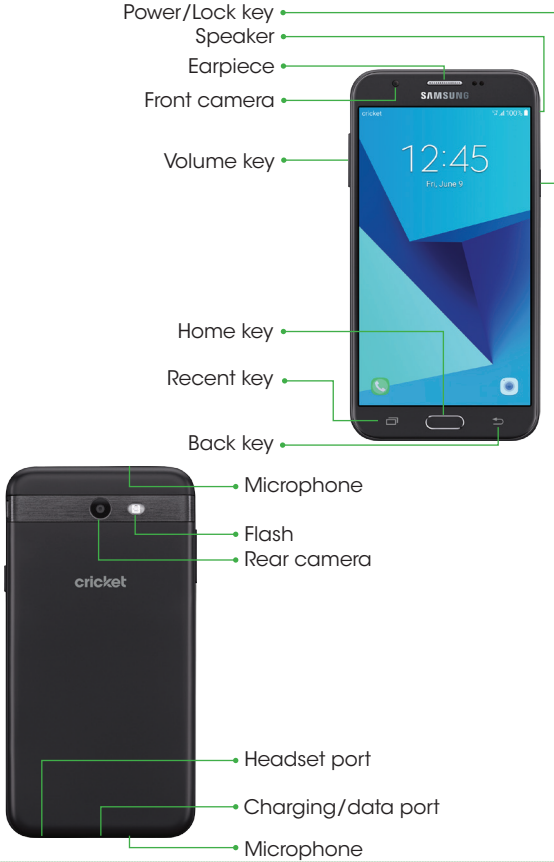 Power/Lock key
Speaker
Earpiece
Front camera
SAMSUNG
cricket 100%
12:45
Fri, June 9
Volume key
Home key
Recent key
Back key
Microphone
Flash
Rear camera
cricket
Headset port
Charging/data port
Microphone